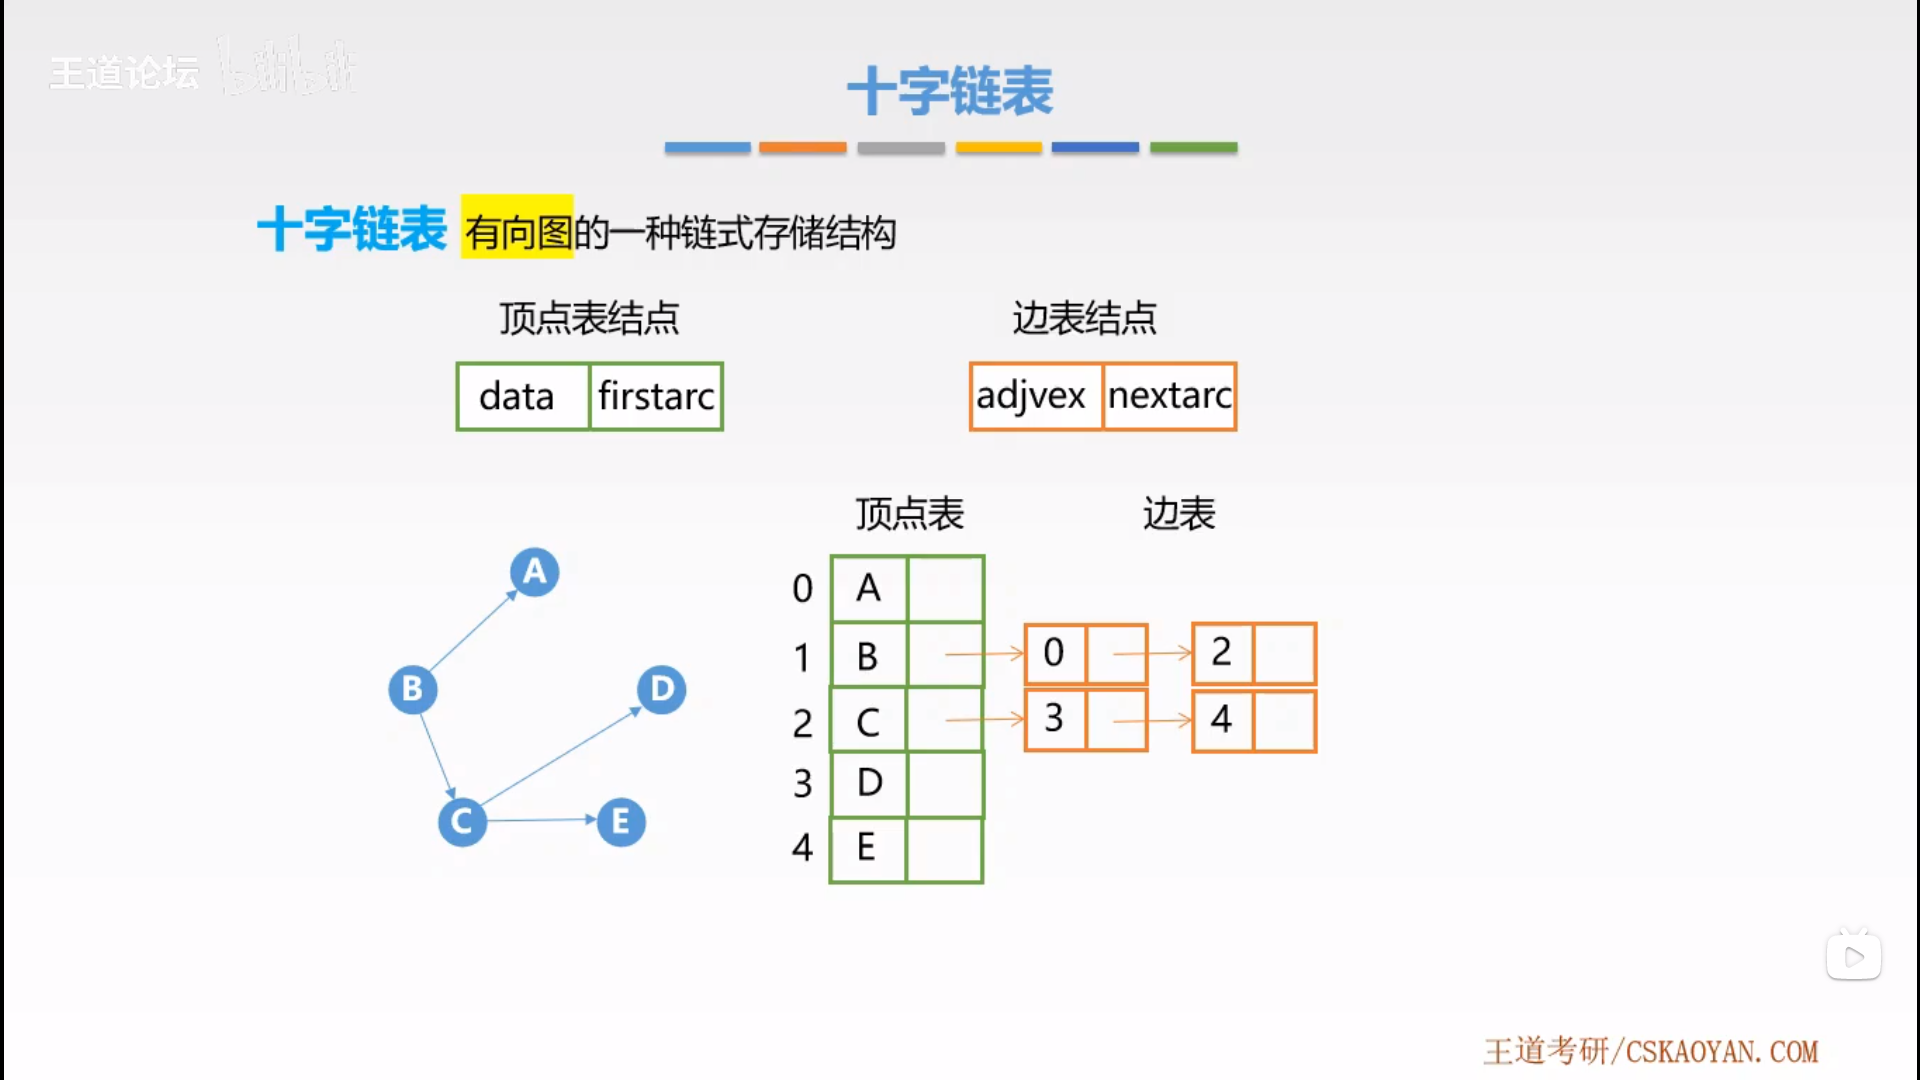 王道论坛 bilibili
十字链表
十字链表 有向图的一种链式存储结构
顶点表结点 边表结点
data firstarc adjvex nextarc
顶点表 边表
A
B
C
D
E
0 A
1 B 0 2
2 C 3 4
3 D
4 E
王道考研/CSKAOYAN.COM